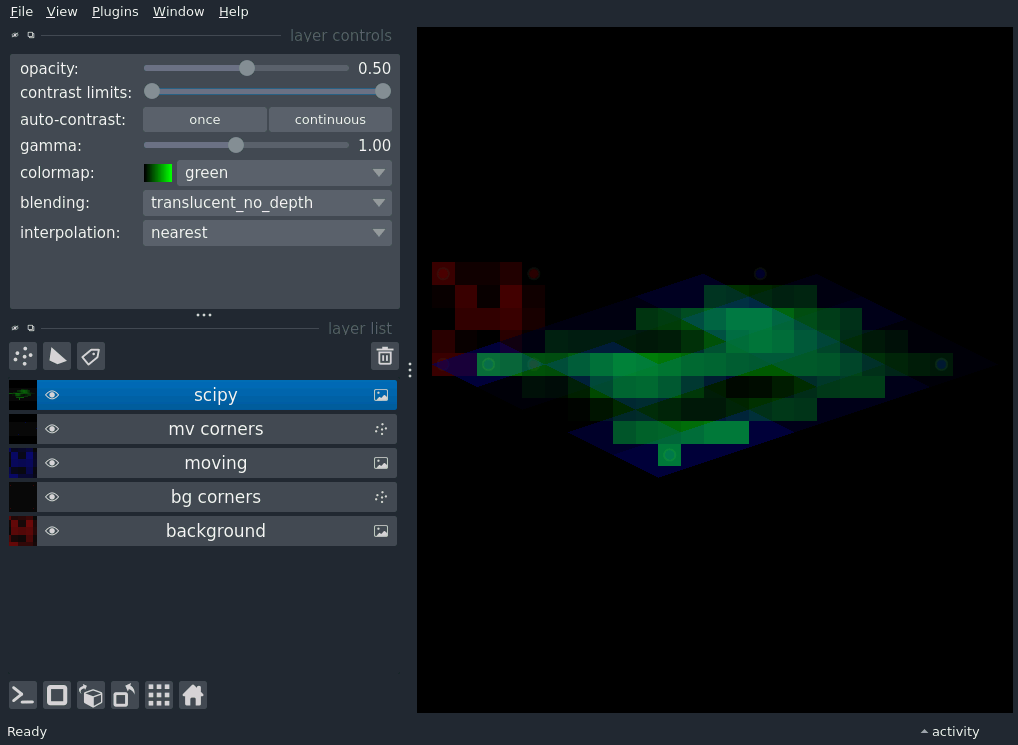 File View Plugins Window Help
layer controls
opacity: 0.50
contrast limits:
auto-contrast: once continuous
gamma: 1.00
colormap: green
blending: translucent_no_depth
interpolation: nearest
layer list
scipy
mv corners
moving
bg corners
background
Ready activity